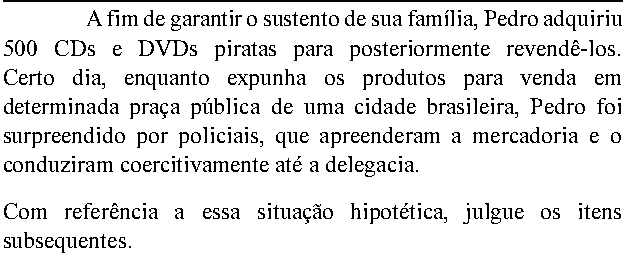 A fim de garantir o sustento de sua família, Pedro adquiriu
500 CDs e DVDs piratas para posteriormente revendê-los.
Certo dia, enquanto expunha os produtos para venda em
determinada praça pública de uma cidade brasileira, Pedro foi
surpreendido por policiais, que apreenderam a mercadoria e o
conduziram coercitivamente até a delegacia.
Com referência a essa situação hipotética, julgue os itens
subsequentes.